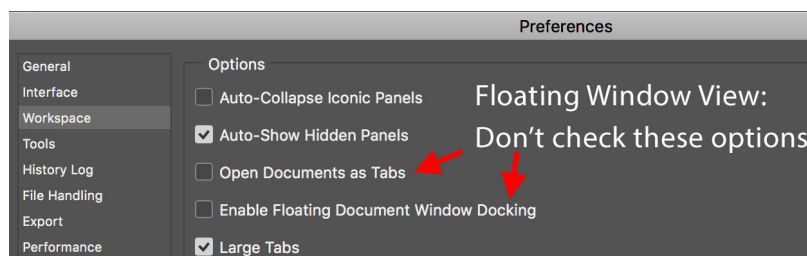 Preferences
General
Interface
Workspace
Tools
History Log
File Handling
Export
Performance
Options
Auto-Collapse Iconic Panels
Auto-Show Hidden Panels
Open Documents as Tabs
Enable Floating Document Window Docking
Large Tabs
Floating Window View:
Don’t check these options